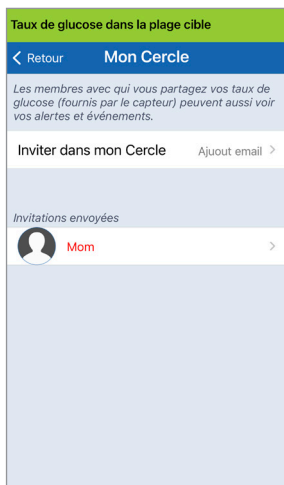 Taux de glucose dans la plage cible
Retour Mon Cercle
Les membres avec qui vous partagez vos taux de
glucose (fournis par le capteur) peuvent aussi voir
vos alertes et événements.
Inviter dans mon Cercle Ajuout email
Invitations envoyées
Mom